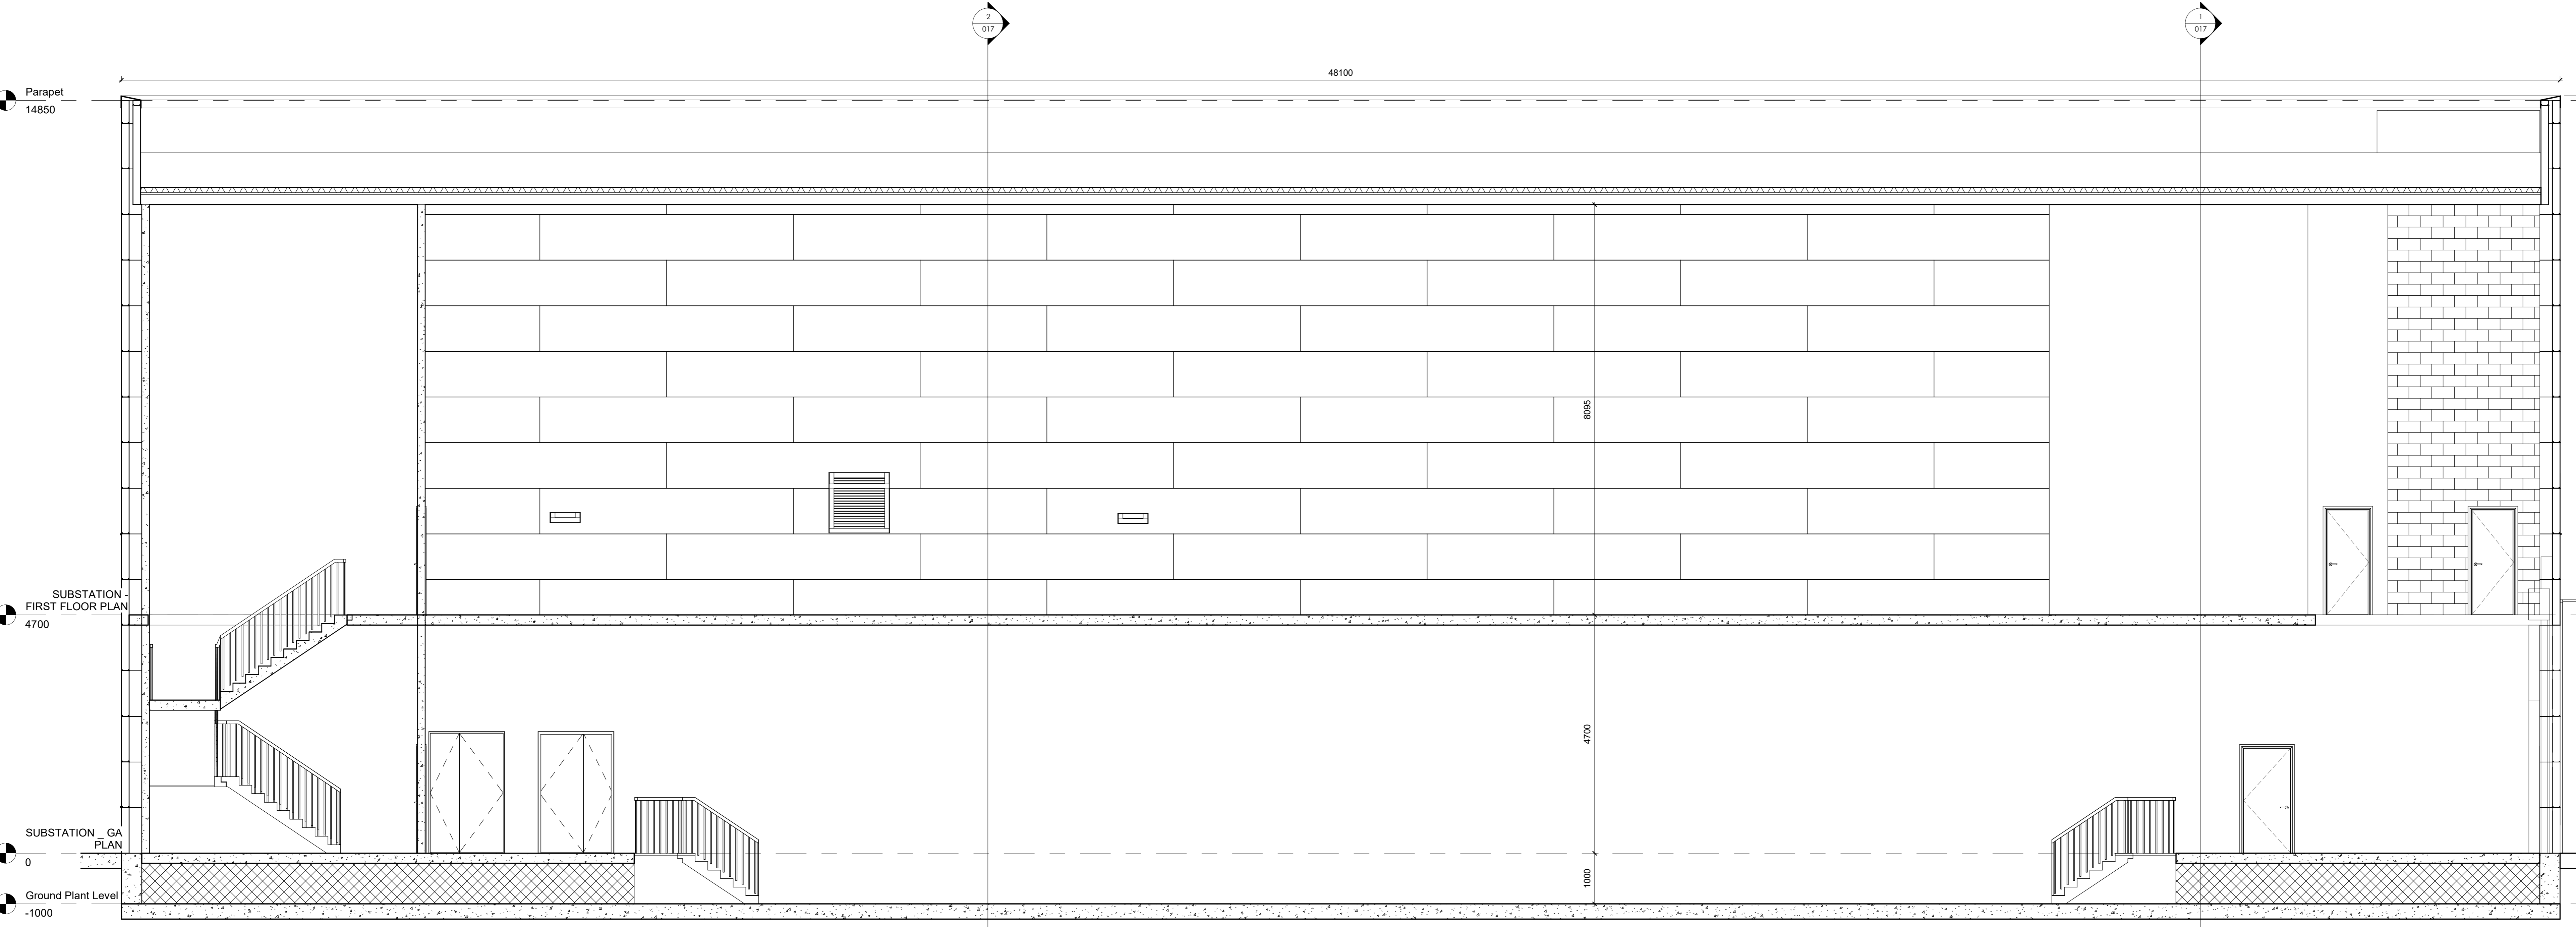 2
017
1
017
48100
Parapet
14850
8095
SUBSTATION -
FIRST FLOOR PLAN
4700
4700
SUBSTATION _ GA
PLAN
0
1000
Ground Plant Level
-1000